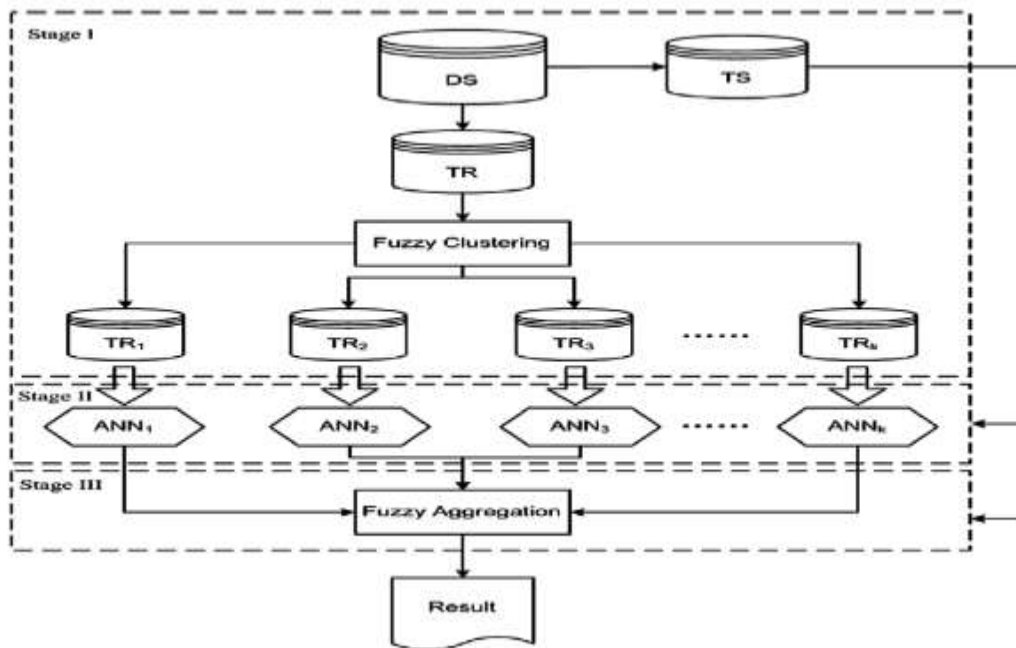 Stage I
DS
TS
TR
Fuzzy Clustering
TR₁
TR₂
TR₃
......
TRₖ
Stage II
ANN₁
ANN₂
ANN₃
......
ANNₖ
Stage III
Fuzzy Aggregation
Result